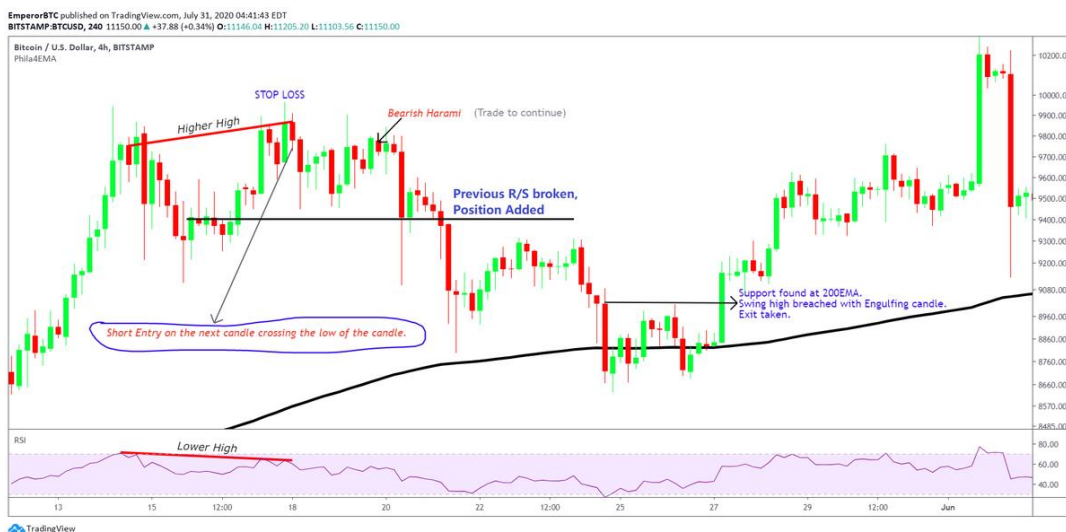 EmperorBTC published on TradingView.com, July 31, 2020 04:41:43 EDT
BITSTAMP:BTCUSD, 240 11150.00 ▲ +37.88 (+0.34%) O:11146.04 H:11205.20 L:11103.56 C:11150.00
Bitcoin / U.S. Dollar, 4h, BITSTAMP
Phila4EMA
STOP LOSS
Higher High
Bearish Harami (Trade to continue)
Previous R/S broken,
Position Added
Support found at 200EMA.
Swing high breached with Engulfing candle.
Exit taken.
Short Entry on the next candle crossing the low of the candle.
10200.00
10000.00
9900.00
9800.00
9700.00
9600.00
9500.00
9400.00
9300.00
9200.00
9080.00
8960.00
8860.00
8760.00
8660.00
8570.00
8485.00
RSI
Lower High
80.00
60.00
40.00
13 15 12:00 18 20 22 12:00 25 27 29 12:00 Jun
TradingView